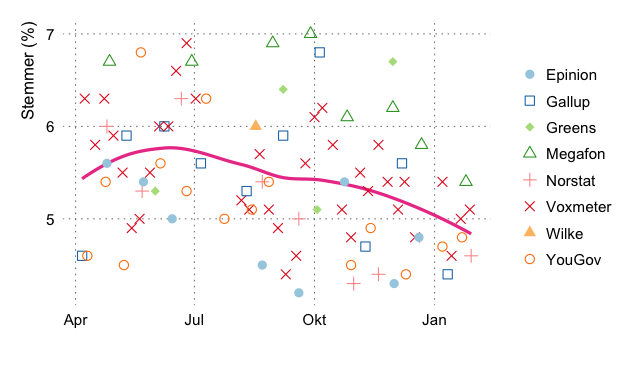 Stemmer (%)
7
6
5
Apr
Jul
Okt
Jan
Epinion
Gallup
Greens
Megafon
Norstat
Voxmeter
Wilke
YouGov